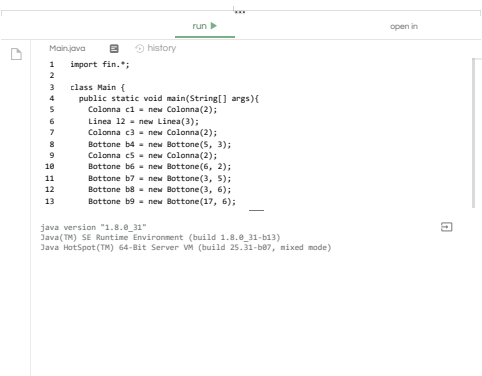 run
open in
Main.java
history
1 import fin.*;
2
3 class Main {
4 public static void main(String[] args){
5 Colonna c1 = new Colonna(2);
6 Linea l2 = new Linea(3);
7 Colonna c3 = new Colonna(2);
8 Bottone b4 = new Bottone(5, 3);
9 Colonna c5 = new Colonna(2);
10 Bottone b6 = new Bottone(6, 2);
11 Bottone b7 = new Bottone(3, 5);
12 Bottone b8 = new Bottone(3, 6);
13 Bottone b9 = new Bottone(17, 6);
java version "1.8.0_31"
Java(TM) SE Runtime Environment (build 1.8.0_31-b13)
Java HotSpot(TM) 64-Bit Server VM (build 25.31-b07, mixed mode)